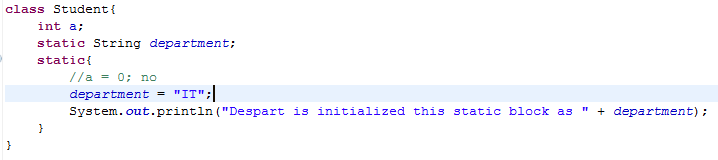 class Student{
int a;
static String department;
static{
//a = 0; no
department = "IT";
System.out.println("Despart is initialized this static block as " + department);
}
}